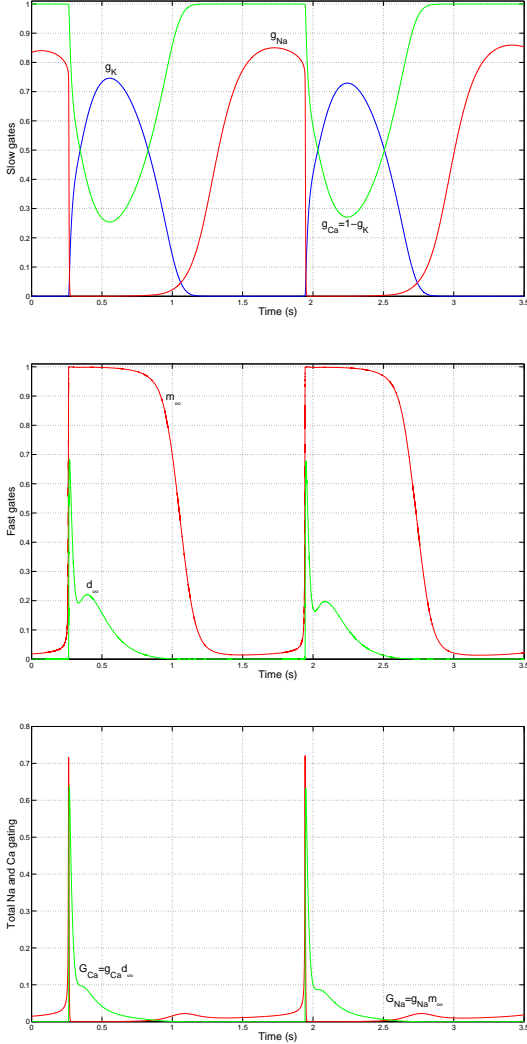 1
0.9
0.8
0.7
0.6
0.5
0.4
0.3
0.2
0.1
0
Slow gates
g_K
g_Na
g_Ca=1−g_K
0 0.5 1 1.5 2 2.5 3 3.5
Time (s)
1
0.9
0.8
0.7
0.6
0.5
0.4
0.3
0.2
0.1
0
Fast gates
m_∞
d_∞
0 0.5 1 1.5 2 2.5 3 3.5
Time (s)
0.8
0.7
0.6
0.5
0.4
0.3
0.2
0.1
0
Total Na and Ca gating
G_Ca=g_Ca d_∞
G_Na=g_Na m_∞
0 0.5 1 1.5 2 2.5 3 3.5
Time (s)